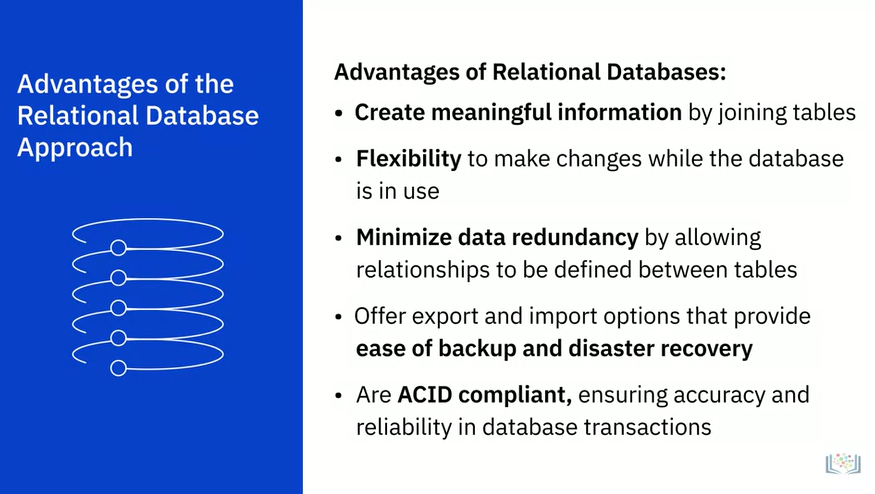 Advantages of the
Relational Database
Approach
Advantages of Relational Databases:
• Create meaningful information by joining tables
• Flexibility to make changes while the database
is in use
• Minimize data redundancy by allowing
relationships to be defined between tables
• Offer export and import options that provide
ease of backup and disaster recovery
• Are ACID compliant, ensuring accuracy and
reliability in database transactions